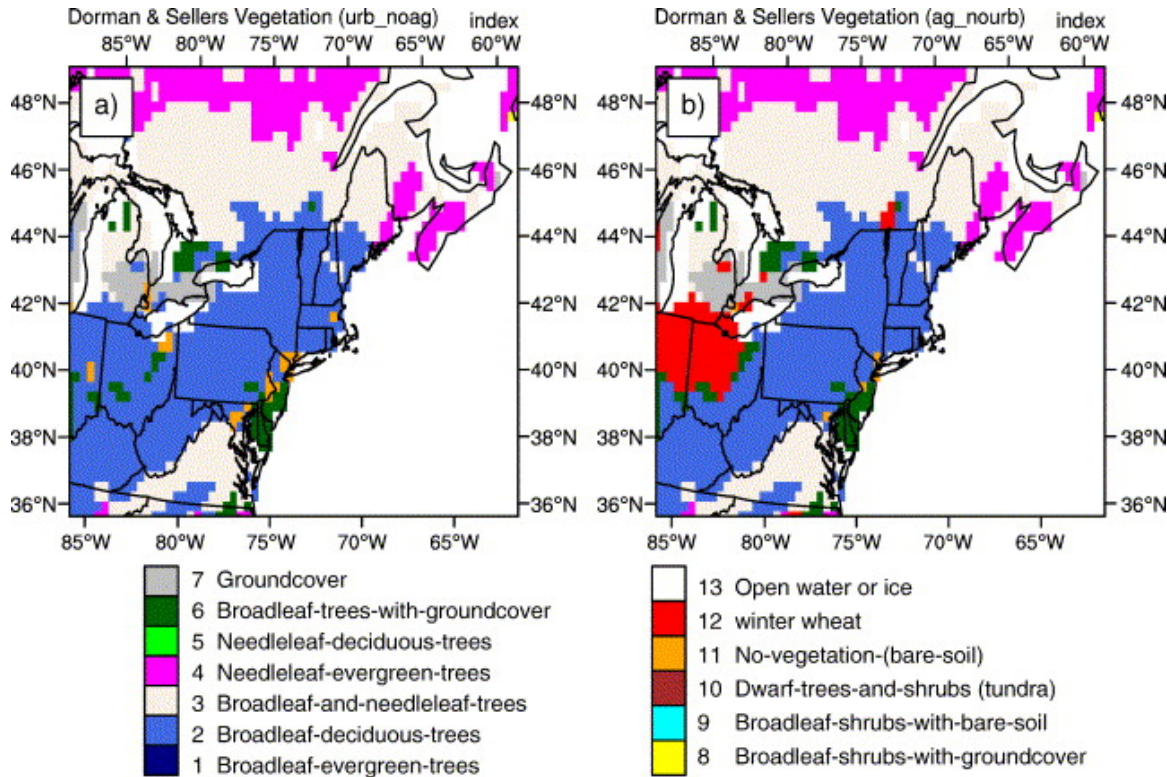 Dorman & Sellers Vegetation (urb_noag) index
85°W 80°W 75°W 70°W 65°W 60°W
a)
48°N 48°N
46°N 46°N
44°N 44°N
42°N 42°N
40°N 40°N
38°N 38°N
36°N 36°N
85°W 80°W 75°W 70°W 65°W
Dorman & Sellers Vegetation (ag_nourb) index
85°W 80°W 75°W 70°W 65°W 60°W
b)
48°N 48°N
46°N 46°N
44°N 44°N
42°N 42°N
40°N 40°N
38°N 38°N
36°N 36°N
85°W 80°W 75°W 70°W 65°W
7 Groundcover
6 Broadleaf-trees-with-groundcover
5 Needleleaf-deciduous-trees
4 Needleleaf-evergreen-trees
3 Broadleaf-and-needleleaf-trees
2 Broadleaf-deciduous-trees
1 Broadleaf-evergreen-trees
13 Open water or ice
12 winter wheat
11 No-vegetation-(bare-soil)
10 Dwarf-trees-and-shrubs (tundra)
9 Broadleaf-shrubs-with-bare-soil
8 Broadleaf-shrubs-with-groundcover